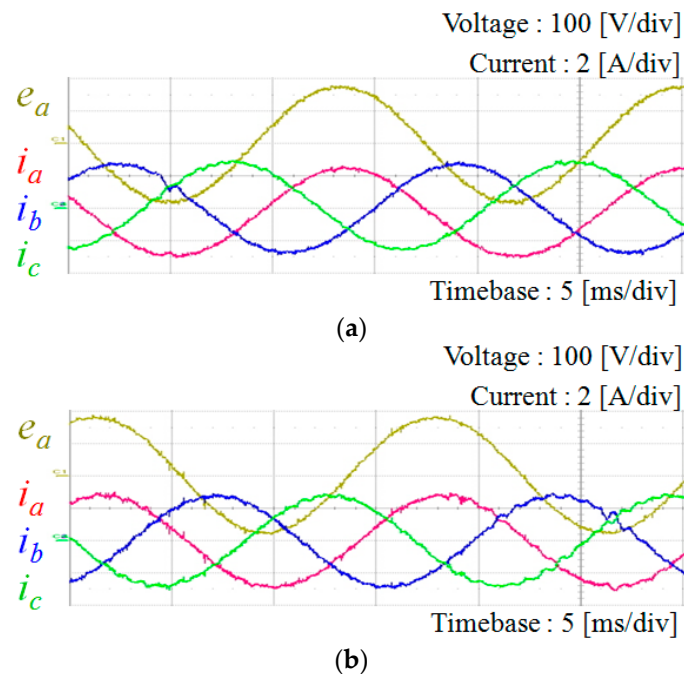 Voltage : 100 [V/div]
Current : 2 [A/div]
e_a
i_a
i_b
i_c
Timebase : 5 [ms/div]
(a)
Voltage : 100 [V/div]
Current : 2 [A/div]
e_a
i_a
i_b
i_c
Timebase : 5 [ms/div]
(b)